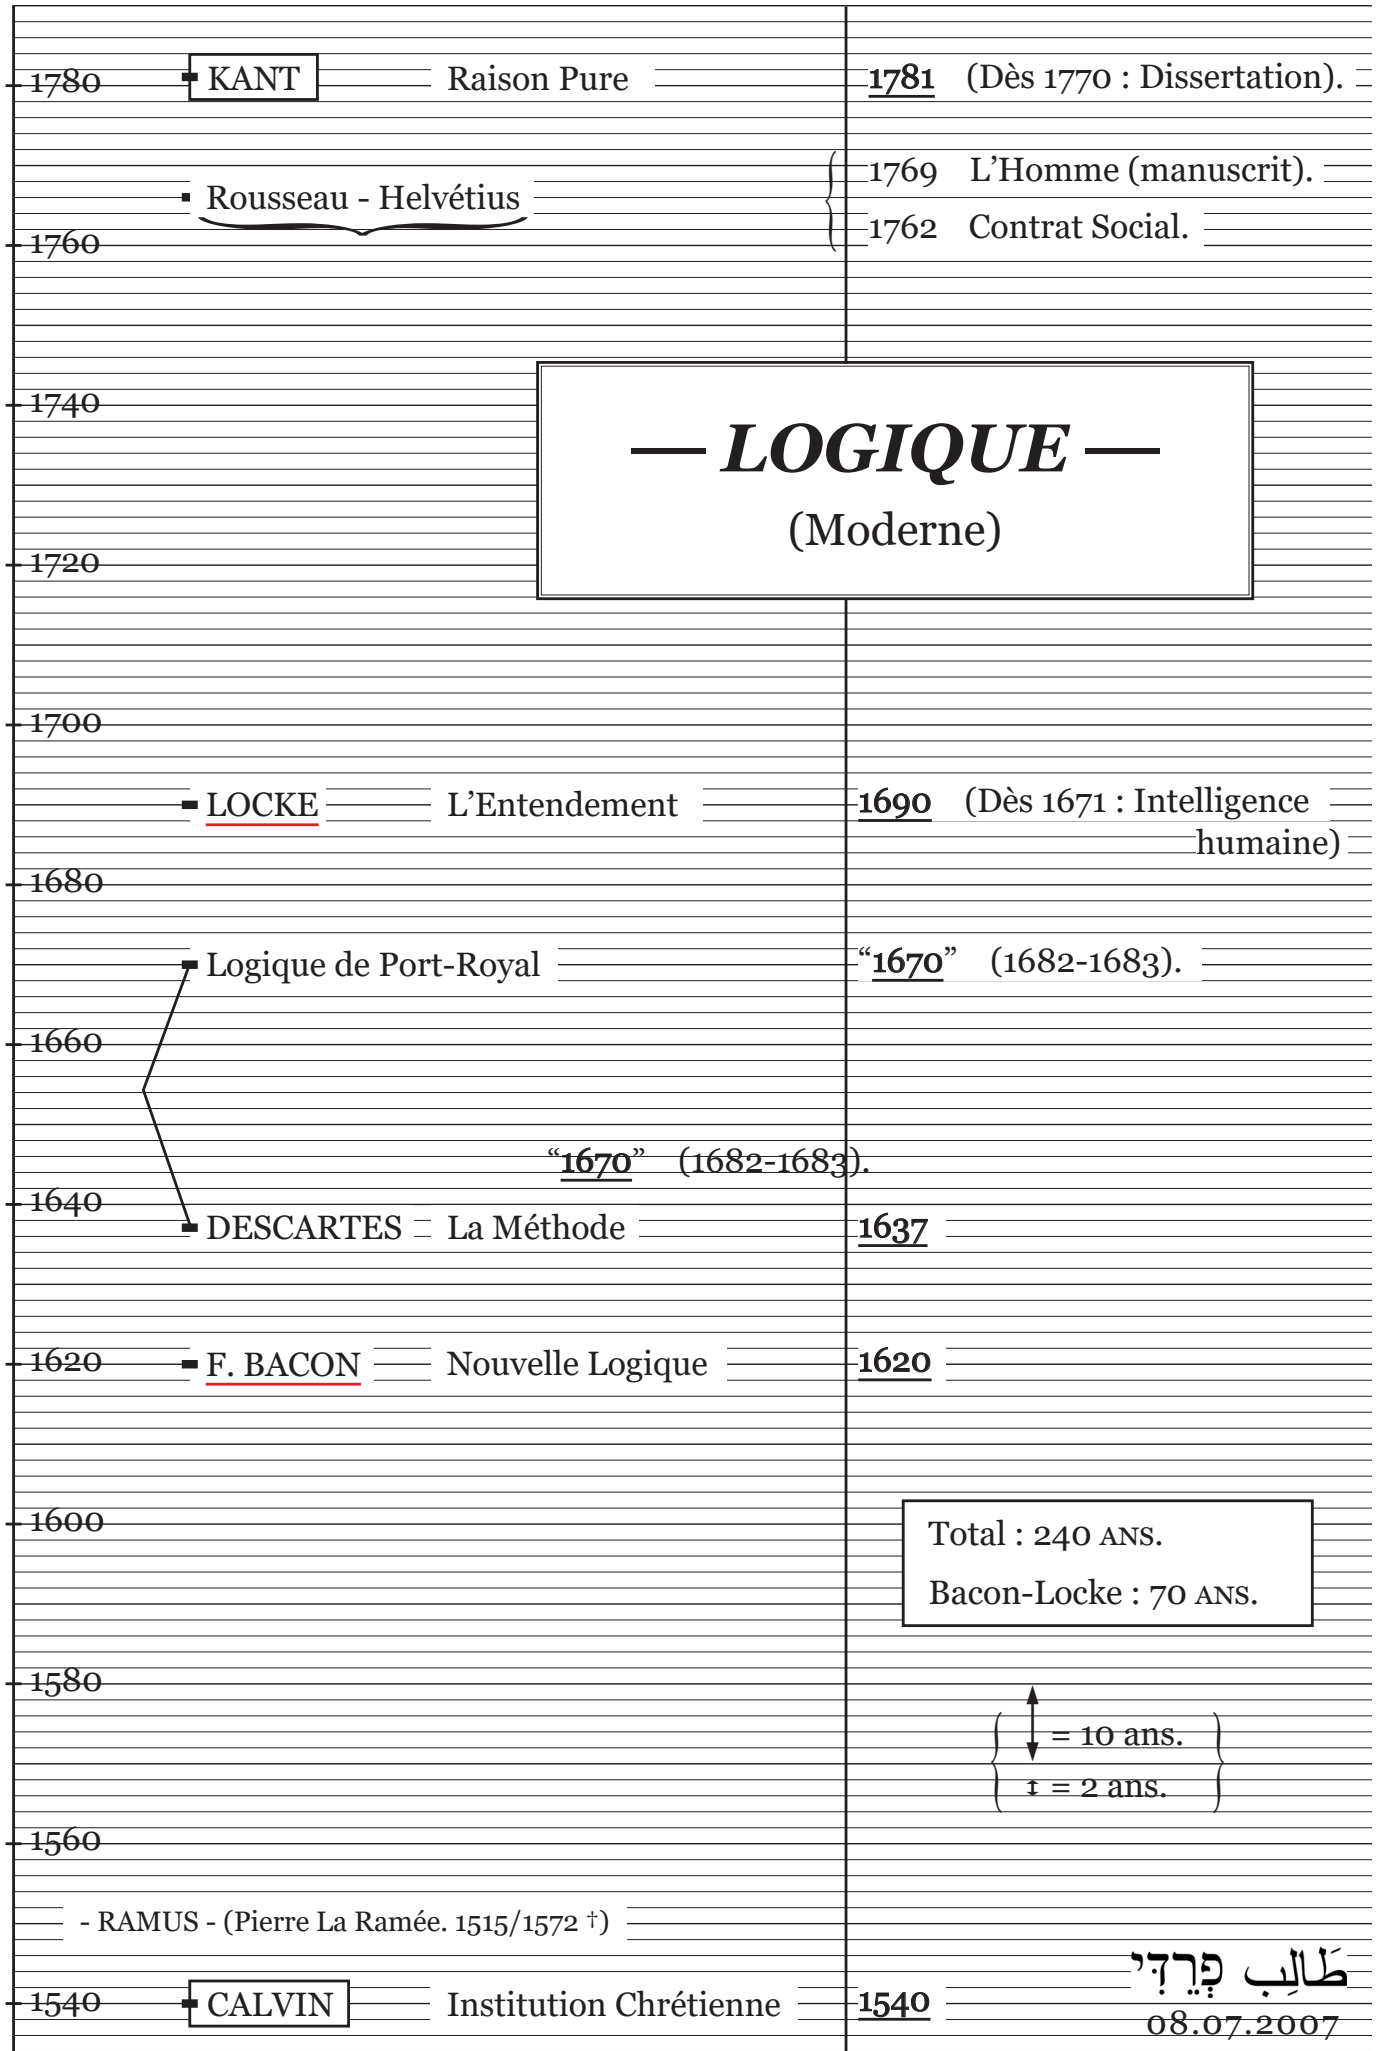 1780 KANT Raison Pure 1781 (Dès 1770 : Dissertation).
1769 L’Homme (manuscrit).
Rousseau - Helvétius
1762 Contrat Social.
1760
1740
— LOGIQUE —
(Moderne)
1720
1700
LOCKE L’Entendement 1690 (Dès 1671 : Intelligence
humaine)
1680
Logique de Port-Royal “1670” (1682-1683).
1660
“1670” (1682-1683).
1640
DESCARTES La Méthode 1637
1620 F. BACON Nouvelle Logique 1620
1600
Total : 240 ANS.
Bacon-Locke : 70 ANS.
1580
= 10 ans.
= 2 ans.
1560
- RAMUS - (Pierre La Ramée. 1515/1572 †)
طَالِب פְרֵדִי
1540 CALVIN Institution Chrétienne 1540
08.07.2007